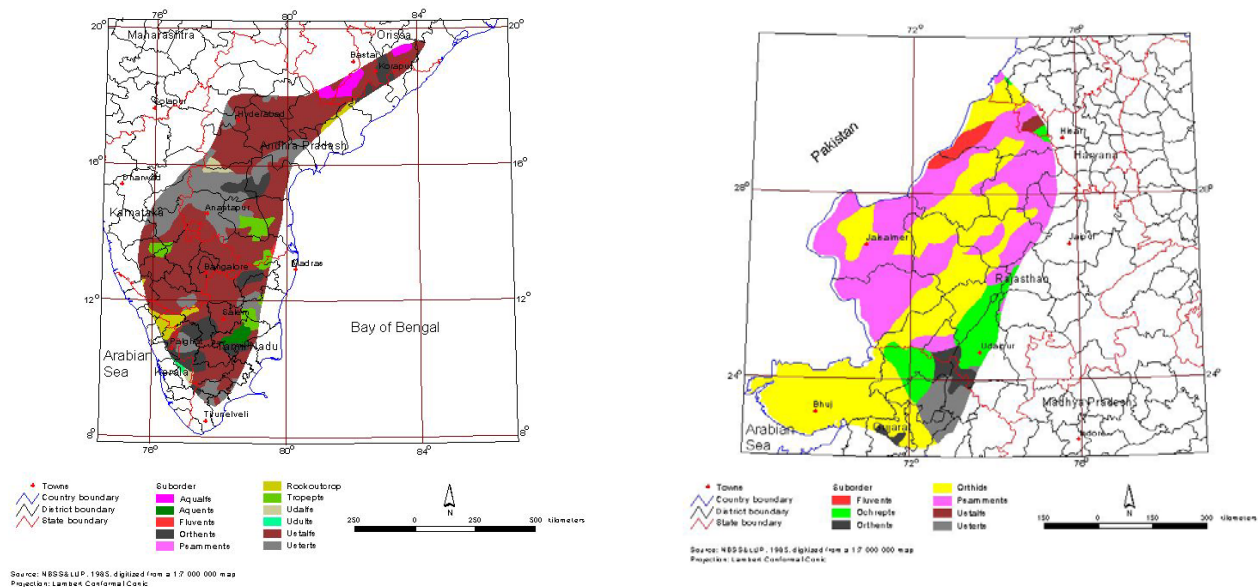 76° 80° 84°
20° 20°
Maharashtra
Orissa
Bastar
Koraput
Solapur
Hyderabad
Andhra Pradesh
16° 16°
Dharwad
Karnataka
Anantapur
Bangalore
Madras
12° 12°
Salem
Bay of Bengal
Palghat
Tamil Nadu
Arabian
Sea
Kerala
Tirunelveli
8° 8°
76° 80° 84°
Towns
Country boundary
District boundary
State boundary
Suborder
Aqualfs
Aquents
Fluvents
Orthents
Psamments
Rockoutcrop
Tropepts
Udalfs
Udults
Ustalfs
Usterts
N
250 0 250 500 Kilometers
Source: NBSS&LUP, 1985, digitized from a 1:7 000 000 map
Projection: Lambert Conformal Conic
72° 76°
Pakistan
Hisar
Haryana
28° 28°
Jaisalmer
Jaipur
Rajasthan
Udaipur
24° 24°
Madhya Pradesh
Bhuj
Arabian
Sea
Gujarat
Indore
72° 76°
Towns
Country boundary
District boundary
State boundary
Suborder
Fluvents
Ochrepts
Orthents
Orthids
Psamments
Ustalfs
Usterts
N
150 0 150 300 Kilometers
Source: NBSS&LUP, 1985, digitized from a 1:7 000 000 map
Projection: Lambert Conformal Conic